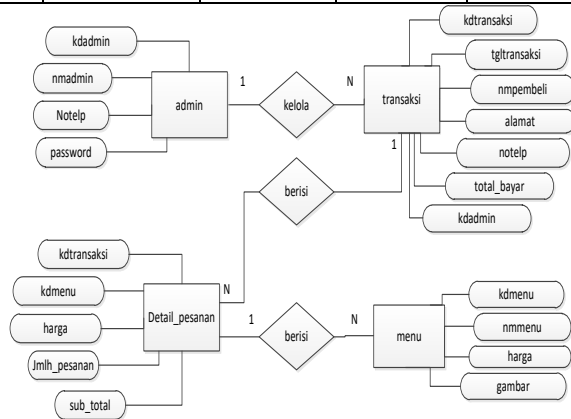 kdtransaksi
kdadmin
tgltransaksi
nmadmin
1
N
nmpembeli
admin
kelola
transaksi
Notelp
alamat
password
1
notelp
berisi
total_bayar
kdadmin
kdtransaksi
N
kdmenu
kdmenu
Detail_pesanan
1
berisi
N
nmmenu
harga
menu
harga
Jmlh_pesanan
gambar
sub_total